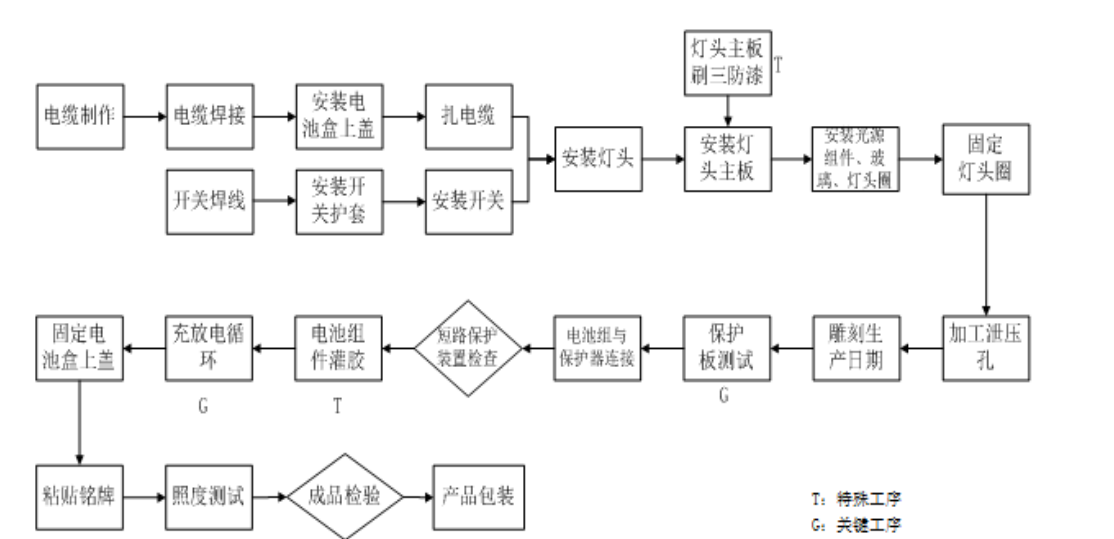 灯头主板
刷三防漆
T
电缆制作
电缆焊接
安装电
池盒上盖
扎电缆
安装灯头
安装灯
头主板
安装光源
组件、玻
璃、灯头圈
固定
灯头圈
开关焊线
安装开
关护套
安装开关
固定电
池盒上盖
充放电循
环
G
电池组
件灌胶
T
短路保护
装置检查
电池组与
保护器连接
保护
板测试
G
雕刻生
产日期
加工泄压
孔
粘贴铭牌
照度测试
成品检验
产品包装
T: 特殊工序
G: 关键工序